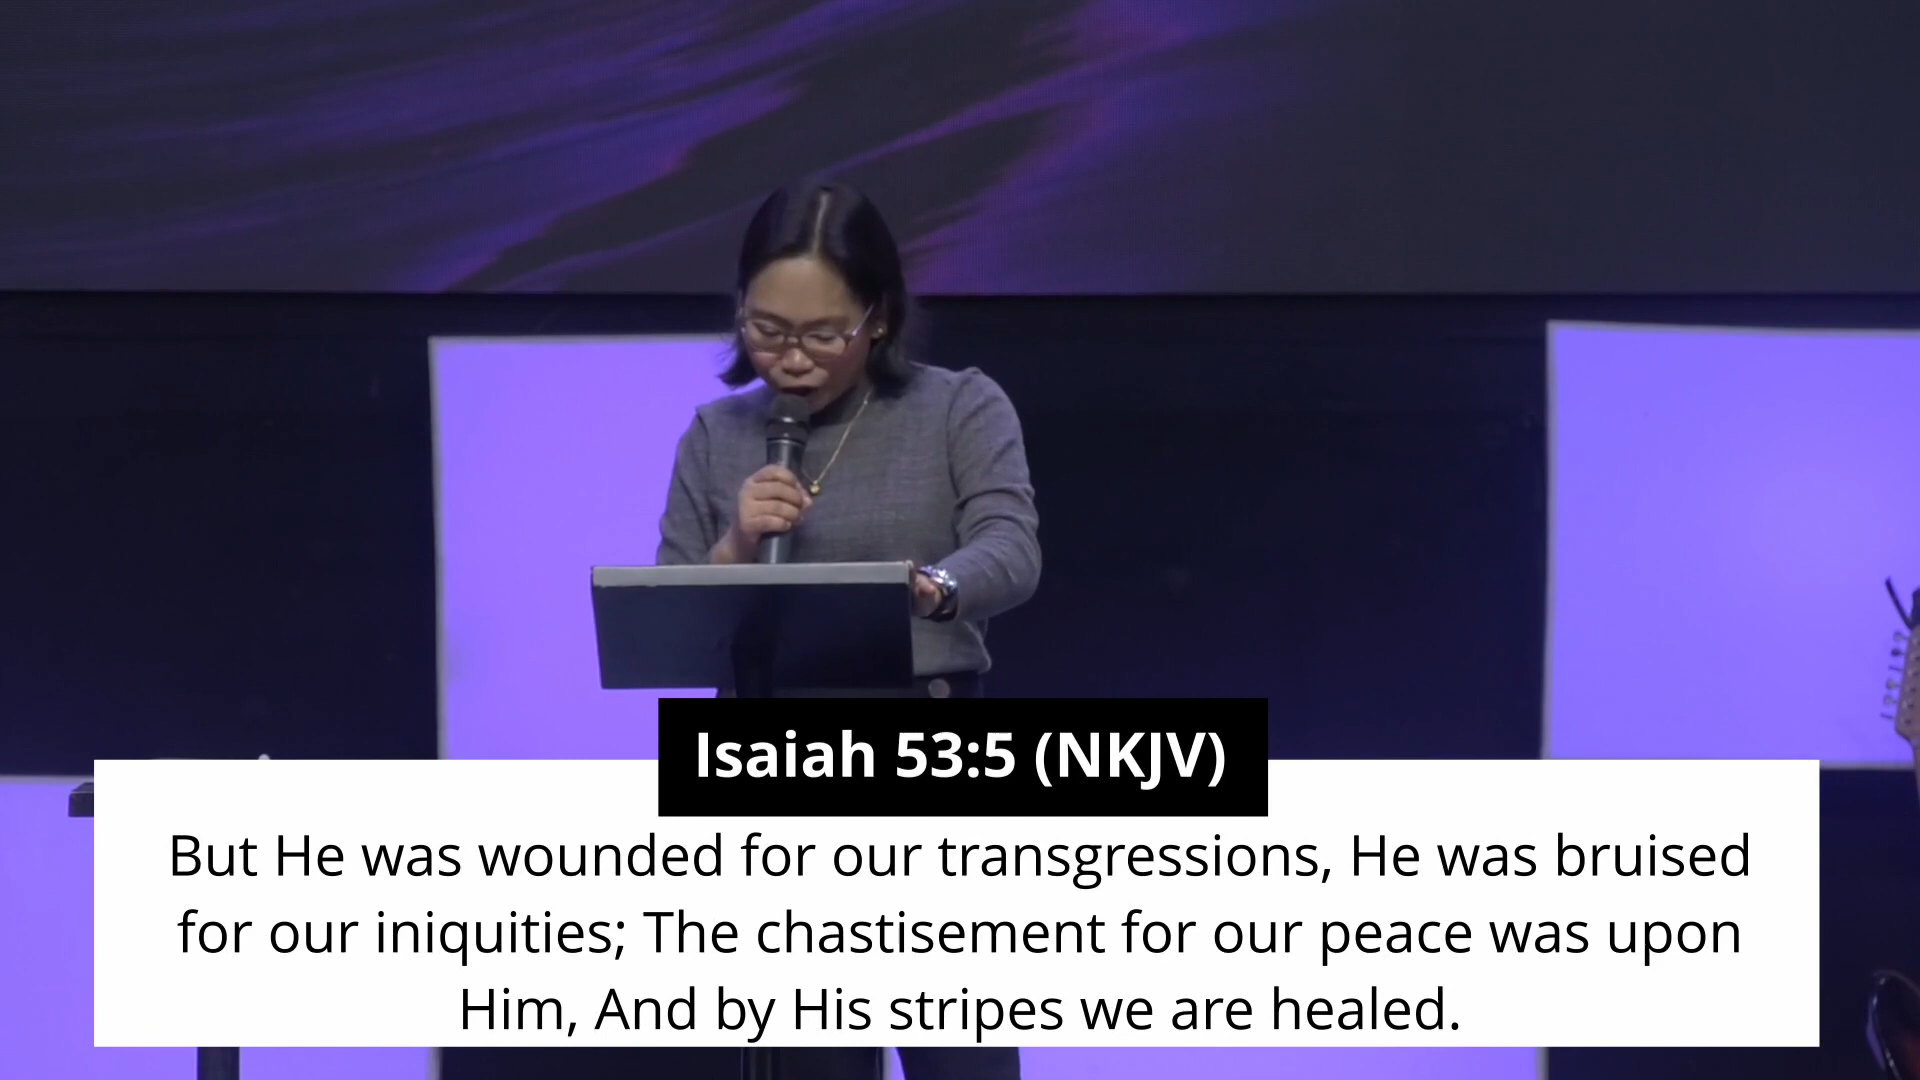 Isaiah 53:5 (NKJV)
But He was wounded for our transgressions, He was bruised
for our iniquities; The chastisement for our peace was upon
Him, And by His stripes we are healed.